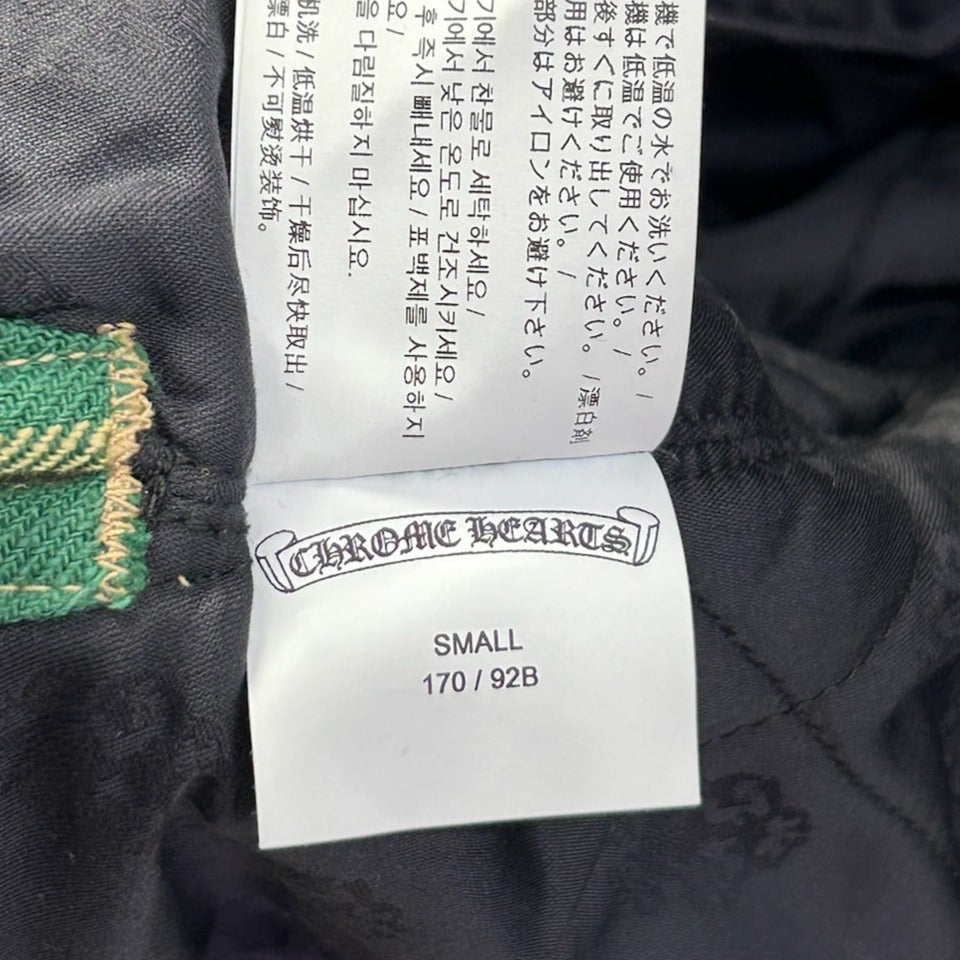 機で低温の水でお洗いください。/
機は低温でご使用ください。/
後すぐに取り出してください。/漂白剤
用はお避けください。/
部分はアイロンをお避け下さい。
기에서 찬물로 세탁하세요 /
기에서 낮은 온도로 건조시키세요 /
후 즉시 빼내세요 / 표백제를 사용하지
요 /
을 다림질하지 마십시요.
机洗 / 低温烘干 / 干燥后尽快取出 /
漂白 / 不可熨烫装饰。
CHROME HEARTS
SMALL
170 / 92B